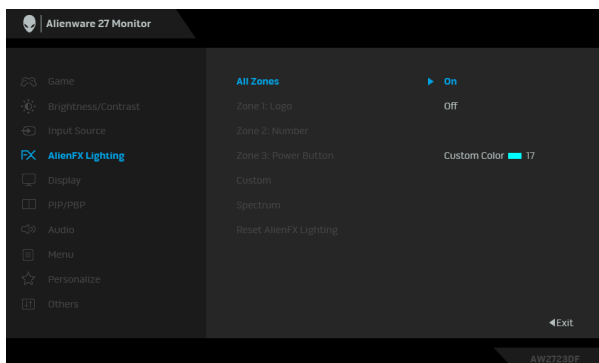 Alienware 27 Monitor
Game
Brightness/Contrast
Input Source
FX AlienFX Lighting
Display
PIP/PBP
Audio
Menu
Personalize
Others
All Zones
Zone 1: Logo
Zone 2: Number
Zone 3: Power Button
Custom
Spectrum
Reset AlienFX Lighting
On
Off
Custom Color 17
Exit
AW2723DF